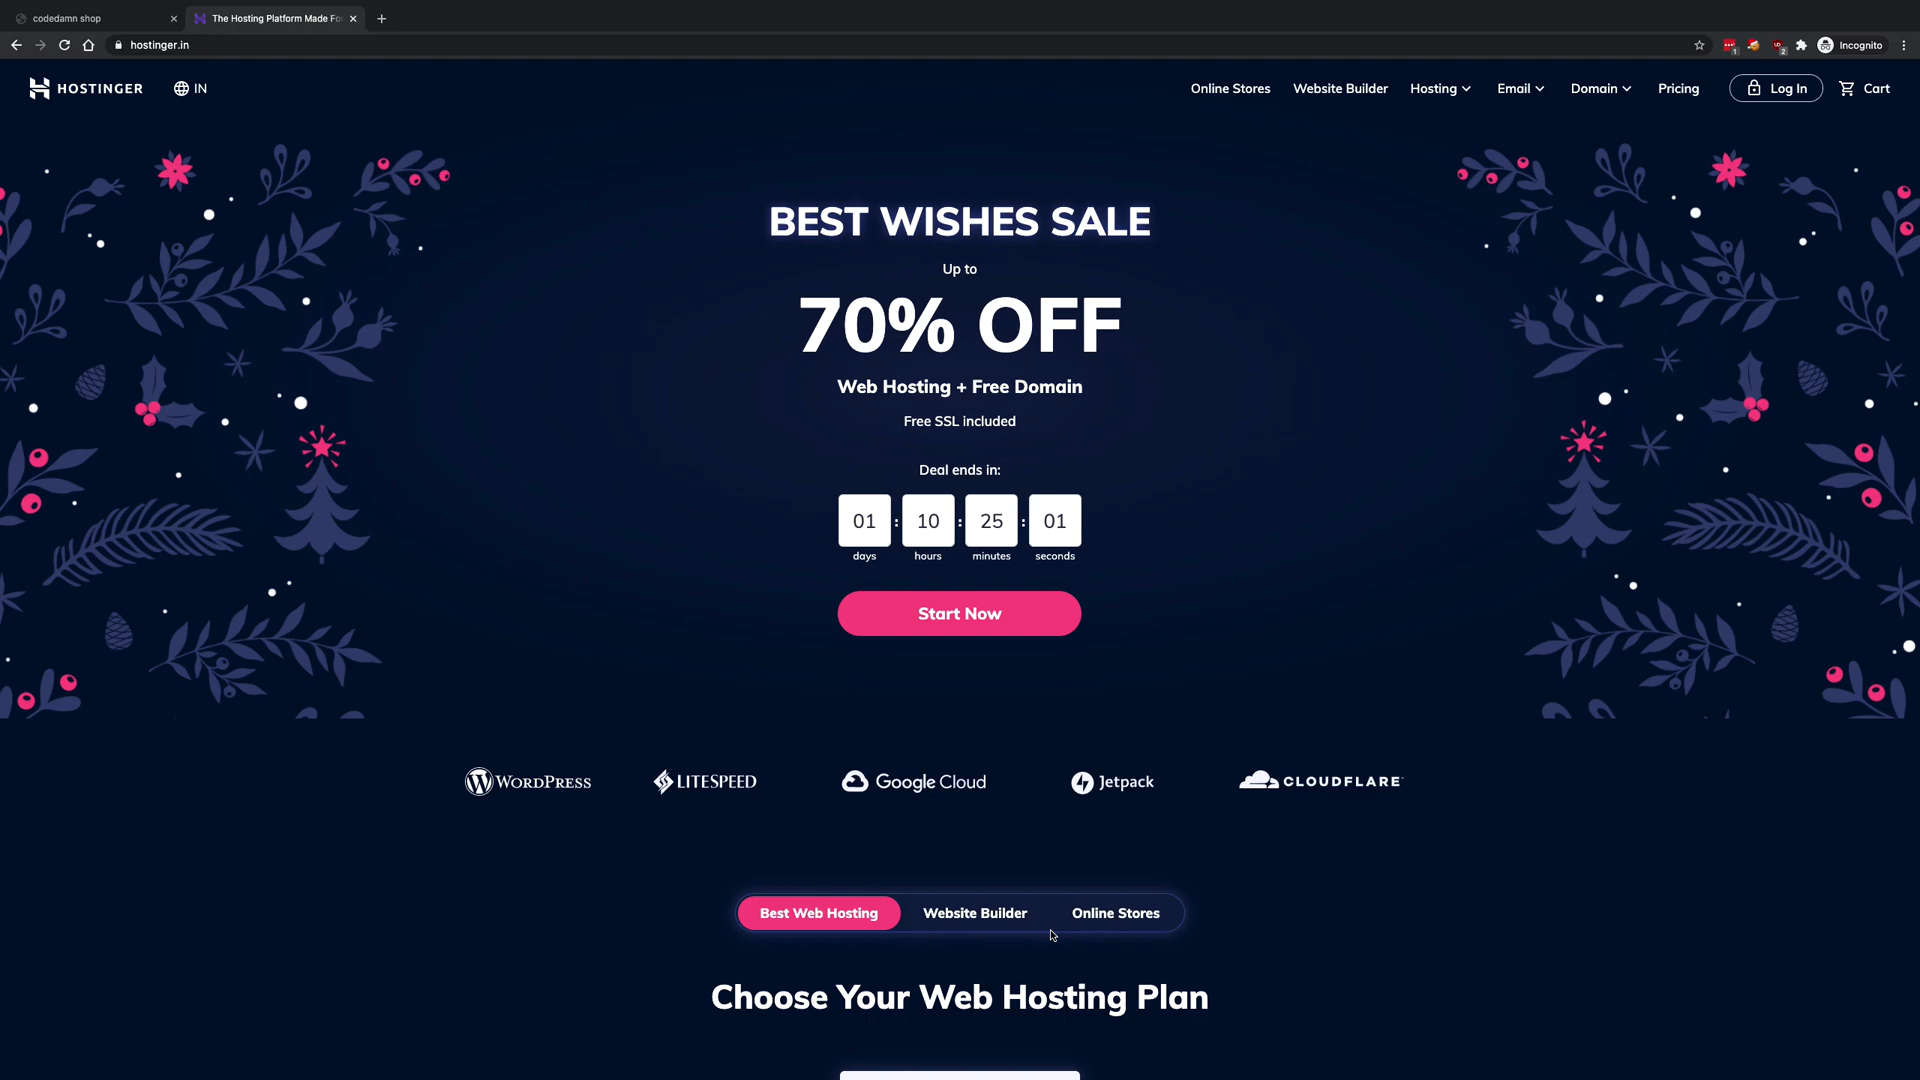 codedamn shop
The Hosting Platform Made Fo
hostinger.in
1
2
Incognito
HOSTINGER
IN
Online Stores
Website Builder
Hosting
Email
Domain
Pricing
Log In
Cart
BEST WISHES SALE
Up to
70% OFF
Web Hosting + Free Domain
Free SSL included
Deal ends in:
01 : 10 : 25 : 01
days hours minutes seconds
Start Now
WORDPRESS
LITESPEED
Google Cloud
Jetpack
CLOUDFLARE
Best Web Hosting
Website Builder
Online Stores
Choose Your Web Hosting Plan